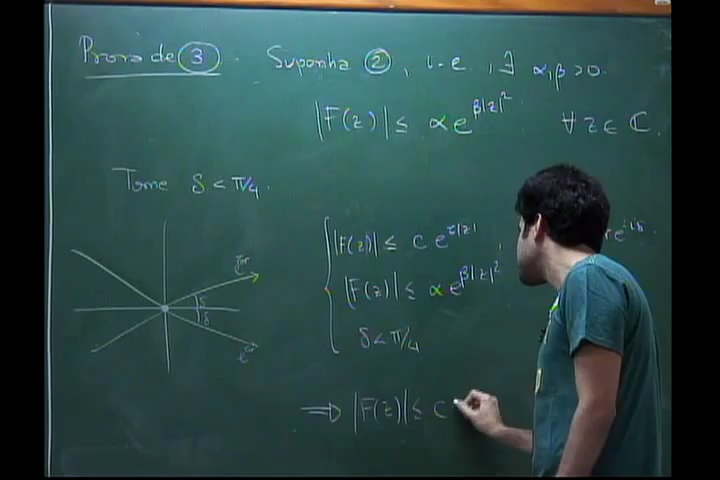 Prova de ③. Suponha ②, i.e., ∃ α, β > 0.
|F(z)| ≤ α e^{β|z|^2} ∀ z ∈ ℂ.
Tome δ < π/4.
|F(z)| ≤ c e^{τ|z|},
|F(z)| ≤ α e^{β|z|^2}
δ < π/4
δ
δ
⟹ |F(z)| ≤ c